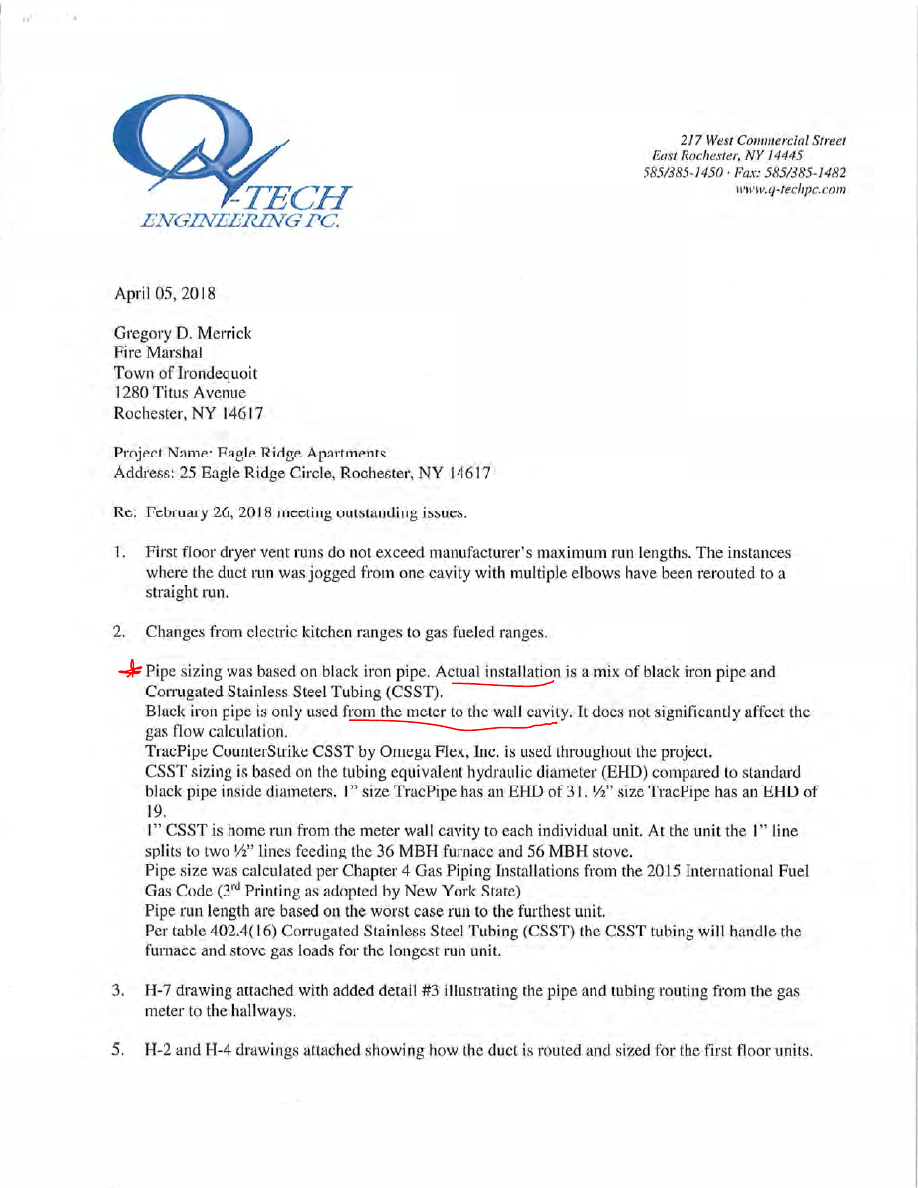 Q-TECH
ENGINEERING PC.
217 West Commercial Street
East Rochester, NY 14445
585/385-1450 · Fax: 585/385-1482
www.q-techpc.com
April 05, 2018
Gregory D. Merrick
Fire Marshal
Town of Irondequoit
1280 Titus Avenue
Rochester, NY 14617
Project Name: Eagle Ridge Apartments
Address: 25 Eagle Ridge Circle, Rochester, NY 14617
Re: February 26, 2018 meeting outstanding issues.
1. First floor dryer vent runs do not exceed manufacturer's maximum run lengths. The instances
where the duct run was jogged from one cavity with multiple elbows have been rerouted to a
straight run.
2. Changes from electric kitchen ranges to gas fueled ranges.
Pipe sizing was based on black iron pipe. Actual installation is a mix of black iron pipe and
Corrugated Stainless Steel Tubing (CSST).
Black iron pipe is only used from the meter to the wall cavity. It does not significantly affect the
gas flow calculation.
TracPipe CounterStrike CSST by Omega Flex, Inc. is used throughout the project.
CSST sizing is based on the tubing equivalent hydraulic diameter (EHD) compared to standard
black pipe inside diameters. 1" size TracPipe has an EHD of 31. ½" size TracPipe has an EHD of
19.
1" CSST is home run from the meter wall cavity to each individual unit. At the unit the 1" line
splits to two ½" lines feeding the 36 MBH furnace and 56 MBH stove.
Pipe size was calculated per Chapter 4 Gas Piping Installations from the 2015 International Fuel
Gas Code (3rd Printing as adopted by New York State)
Pipe run length are based on the worst case run to the furthest unit.
Per table 402.4(16) Corrugated Stainless Steel Tubing (CSST) the CSST tubing will handle the
furnace and stove gas loads for the longest run unit.
3. H-7 drawing attached with added detail #3 illustrating the pipe and tubing routing from the gas
meter to the hallways.
5. H-2 and H-4 drawings attached showing how the duct is routed and sized for the first floor units.